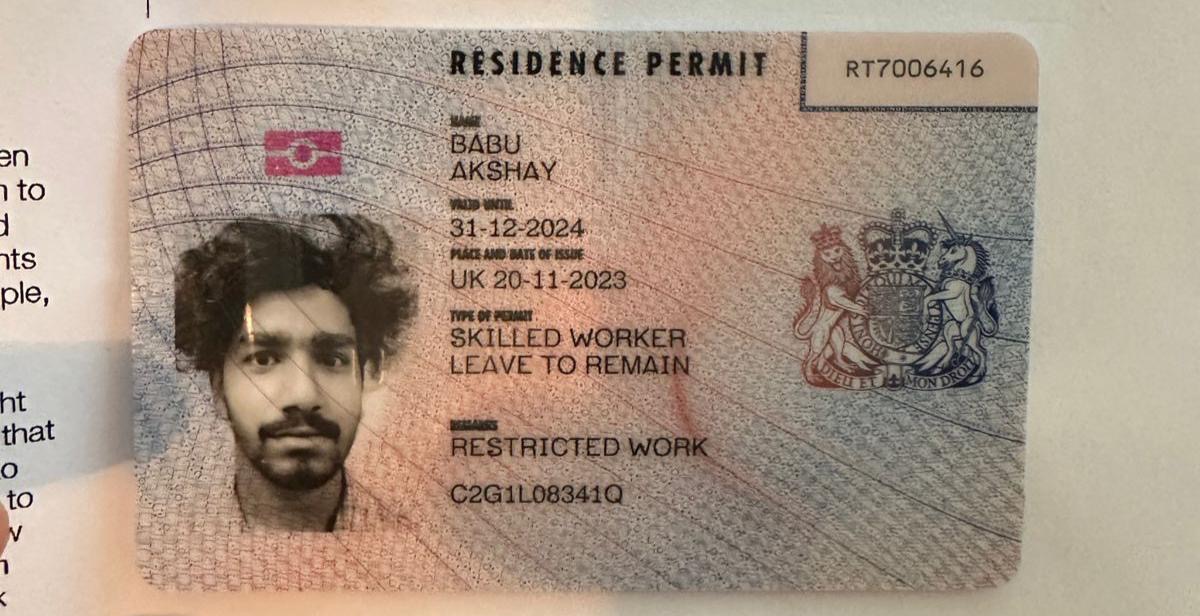 RESIDENCE PERMIT
RT7006416
NAME
BABU
AKSHAY
VALID UNTIL
31-12-2024
PLACE AND DATE OF ISSUE
UK 20-11-2023
TYPE OF PERMIT
SKILLED WORKER
LEAVE TO REMAIN
REMARKS
RESTRICTED WORK
C2G1L08341Q
DIEU ET MON DROIT
en
to
d
nts
ple,
ht
that
to
k